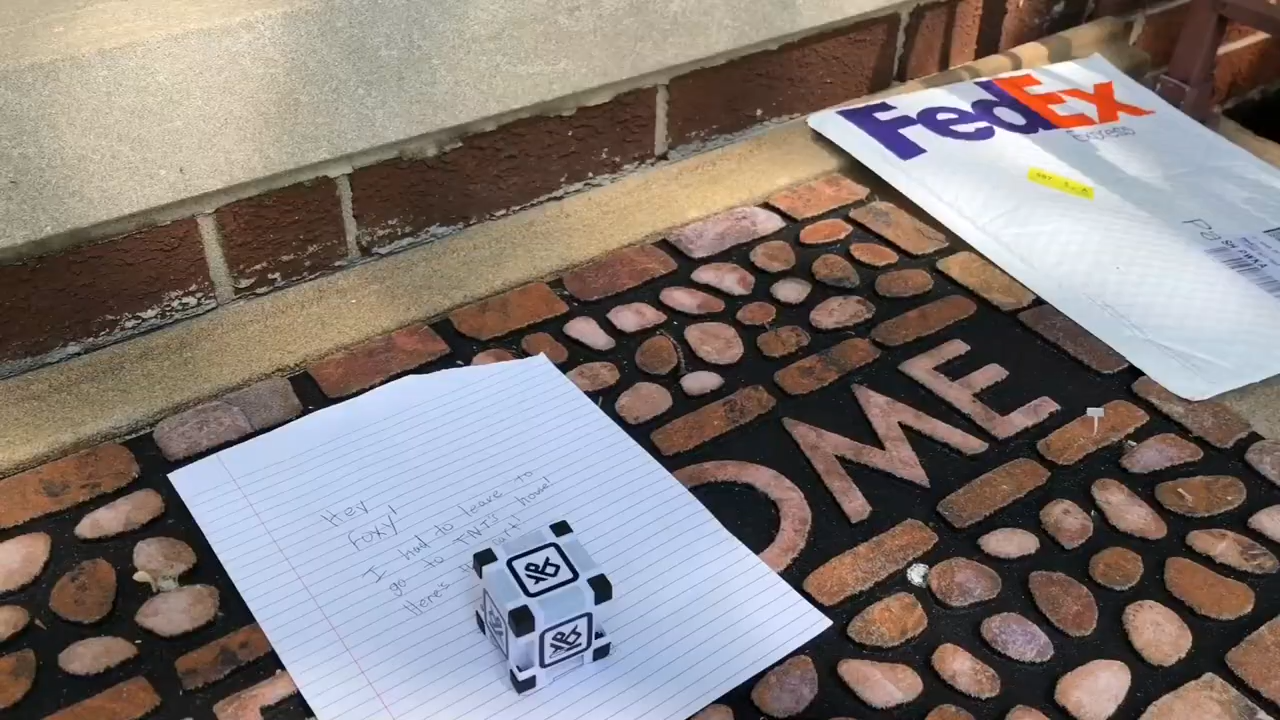 FedEx
Express
OME
Hey
Foxy!
I had to leave to
go to TNT's house!
Here's